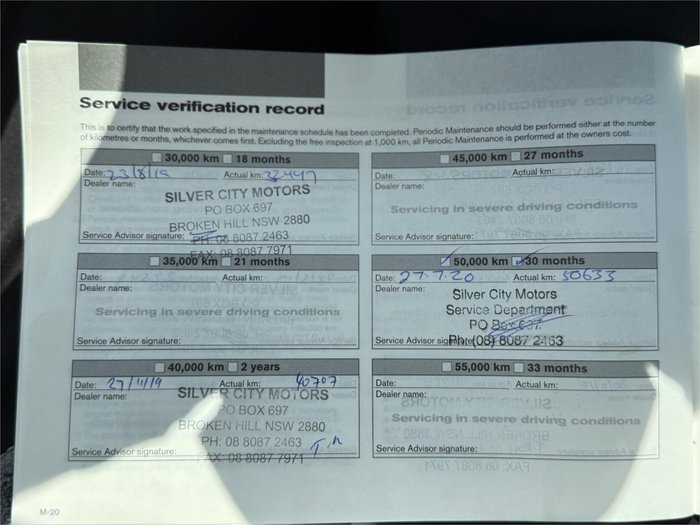 Service verification record
This is to certify that the work specified in the maintenance schedule has been completed. Periodic Maintenance should be performed either at the number
of kilometres or months, whichever comes first. Excluding the free inspection at 1,000 km, all Periodic Maintenance is performed at the owners cost.
30,000 km 18 months
Date: 23/8/19 Actual km: 32447
Dealer name:
SILVER CITY MOTORS
PO BOX 697
BROKEN HILL NSW 2880
Service Advisor signature: PH: 08 8087 2463
FAX: 08 8087 7971
45,000 km 27 months
Date: Actual km:
Dealer name:
Servicing in severe driving conditions
Service Advisor signature:
35,000 km 21 months
Date: Actual km:
Dealer name:
Servicing in severe driving conditions
Service Advisor signature:
50,000 km 30 months
Date: 27.7.20 Actual km: 50633
Dealer name:
Silver City Motors
Service Department
PO Box 637
Service Advisor Ph: (08) 8087 2463
40,000 km 2 years
Date: 27/11/19 Actual km: 40707
Dealer name:
SILVER CITY MOTORS
PO BOX 697
BROKEN HILL NSW 2880
PH: 08 8087 2463
Service Advisor signature:
FAX: 08 8087 7971
55,000 km 33 months
Date: Actual km:
Dealer name:
Servicing in severe driving conditions
Service Advisor signature:
M-20